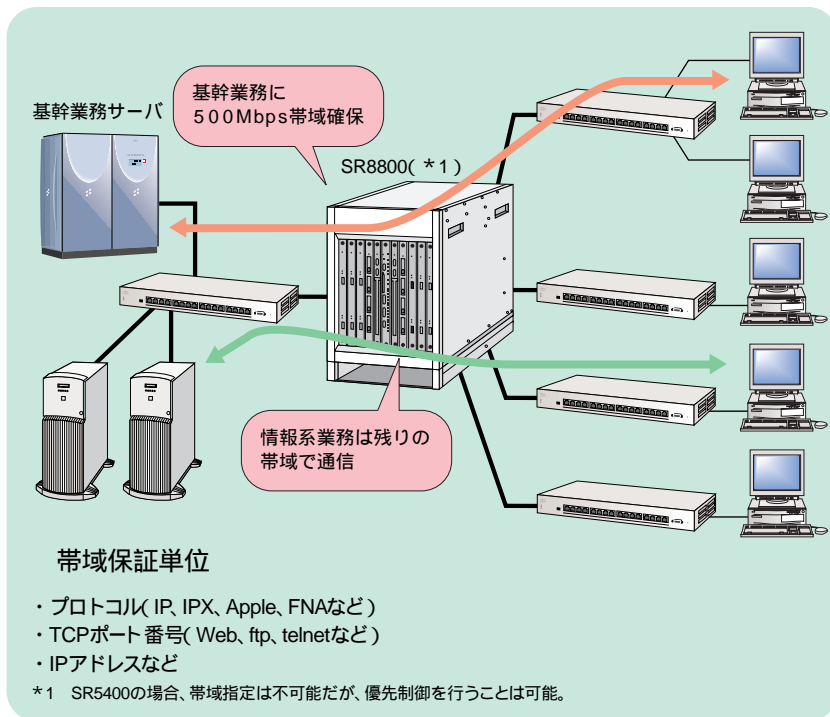 基幹業務サーバ
基幹業務に
500Mbps帯域確保
SR8800(*1)
情報系業務は残りの
帯域で通信
帯域保証単位
・プロトコル(IP、IPX、Apple、FNAなど)
・TCPポート番号(Web、ftp、telnetなど)
・IPアドレスなど
*1 SR5400の場合、帯域指定は不可能だが、優先制御を行うことは可能。